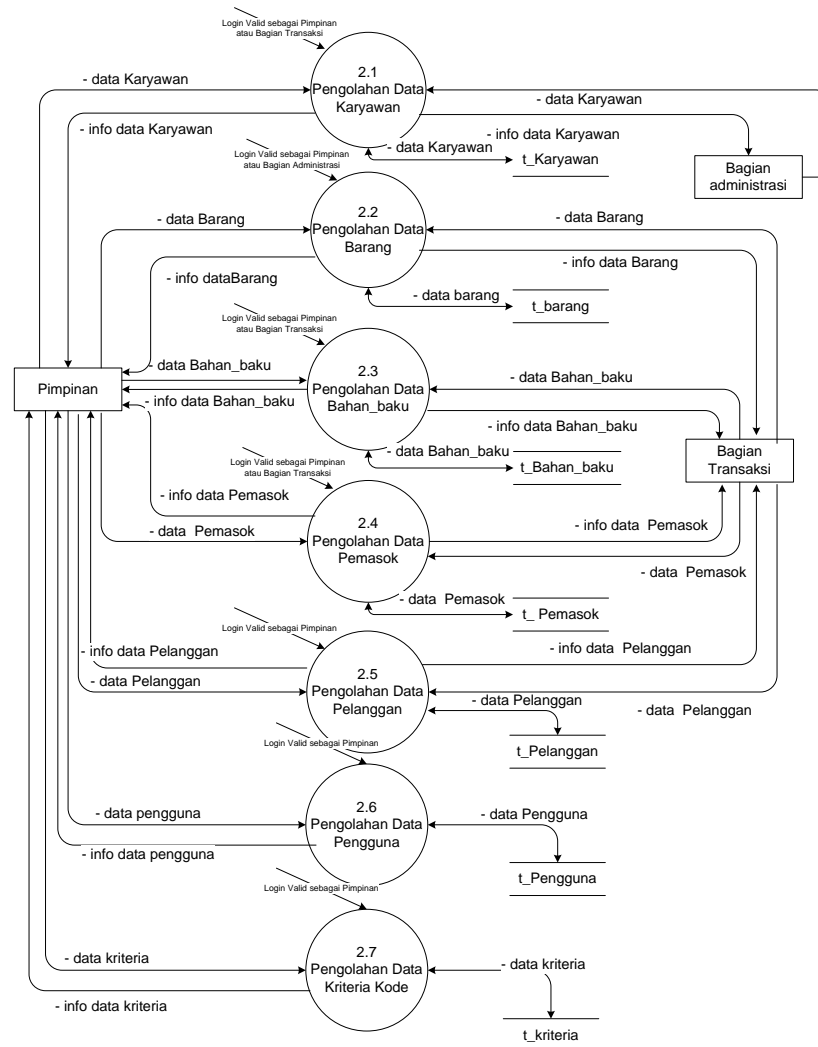 Login Valid sebagai Pimpinan
atau Bagian Transaksi
2.1
Pengolahan Data
Karyawan
- data Karyawan
- info data Karyawan
- data Karyawan
- info data Karyawan
- data Karyawan
t_Karyawan
Bagian
administrasi
Login Valid sebagai Pimpinan
atau Bagian Administrasi
2.2
Pengolahan Data
Barang
- data Barang
- info dataBarang
- data Barang
- info data Barang
- data barang
t_barang
Login Valid sebagai Pimpinan
atau Bagian Transaksi
2.3
Pengolahan Data
Bahan_baku
Pimpinan
- data Bahan_baku
- info data Bahan_baku
- data Bahan_baku
- info data Bahan_baku
- data Bahan_baku
t_Bahan_baku
Bagian
Transaksi
Login Valid sebagai Pimpinan
atau Bagian Transaksi
2.4
Pengolahan Data
Pemasok
- info data Pemasok
- data  Pemasok
- info data  Pemasok
- data  Pemasok
- data  Pemasok
t_ Pemasok
Login Valid sebagai Pimpinan
2.5
Pengolahan Data
Pelanggan
- info data Pelanggan
- data Pelanggan
- info data  Pelanggan
- data Pelanggan
- data  Pelanggan
t_Pelanggan
Login Valid sebagai Pimpinan
2.6
Pengolahan Data
Pengguna
- data pengguna
- info data pengguna
- data Pengguna
t_Pengguna
Login Valid sebagai Pimpinan
2.7
Pengolahan Data
Kriteria Kode
- data kriteria
- info data kriteria
- data kriteria
t_kriteria